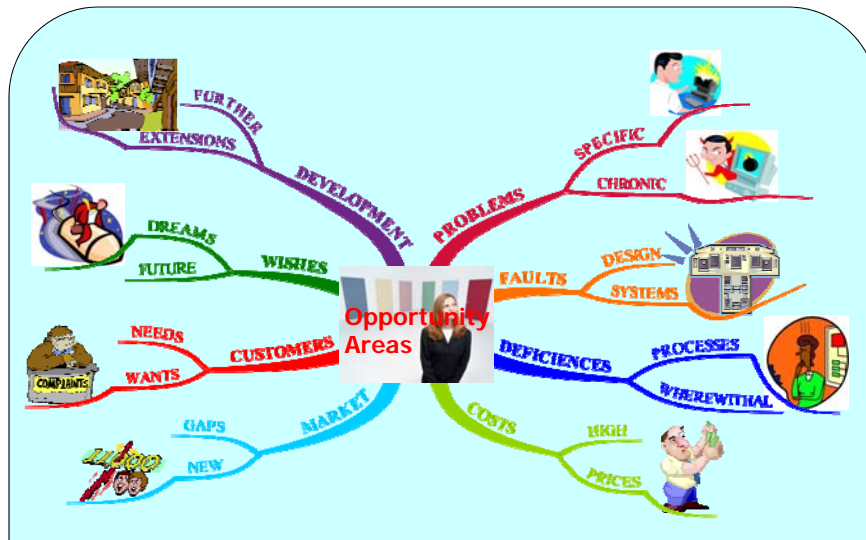 Opportunity
Areas
PROBLEMS
SPECIFIC
CHRONIC
FAULTS
DESIGN
SYSTEMS
DEFICIENCES
PROCESSES
WHEREWITHAL
COSTS
HIGH
PRICES
MARKET
GAPS
NEW
CUSTOMERS
NEEDS
WANTS
COMPLAINTS
WISHES
DREAMS
FUTURE
DEVELOPMENT
FURTHER
EXTENSIONS